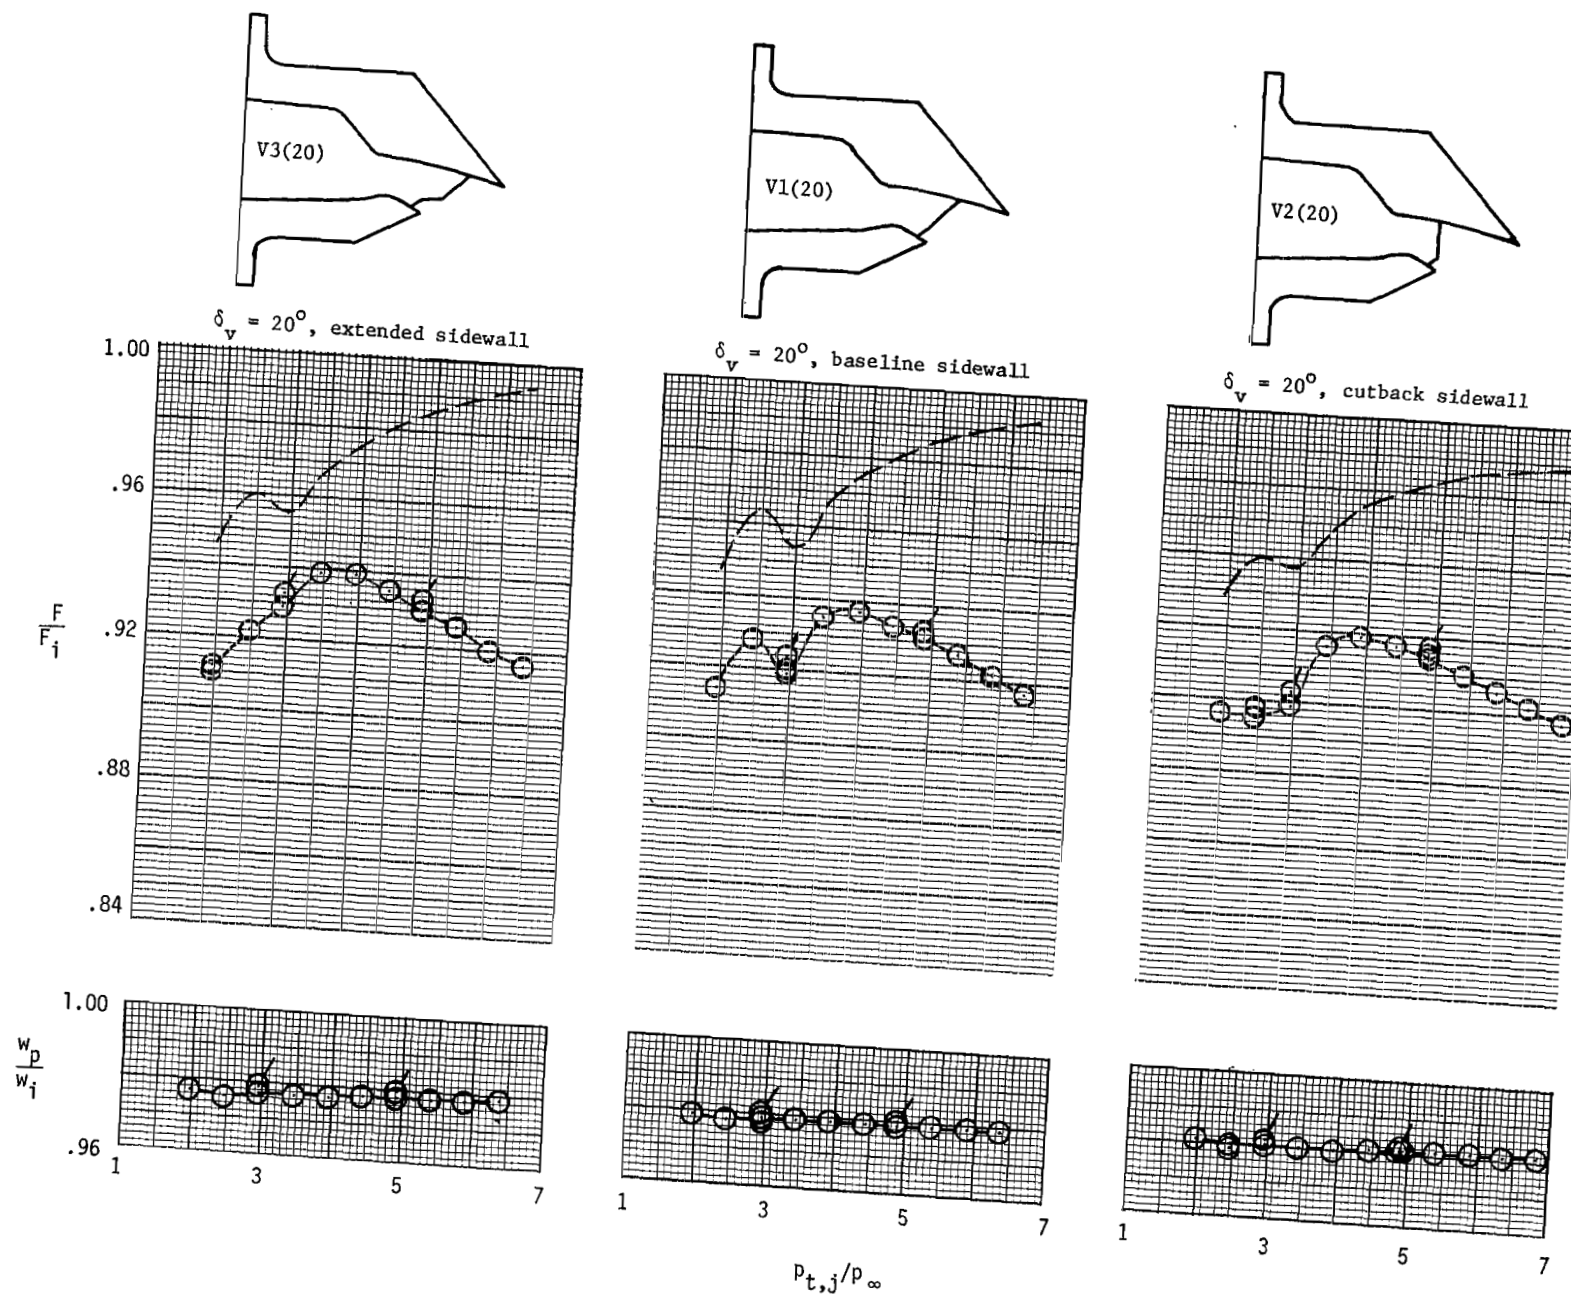 V3(20)
V1(20)
V2(20)
δv = 20°, extended sidewall
δv = 20°, baseline sidewall
δv = 20°, cutback sidewall
1.00
.96
F
Fi
.92
.88
.84
1.00
wp
wi
.96
1 3 5 7
1 3 5 7
1 3 5 7
pt,j/p∞